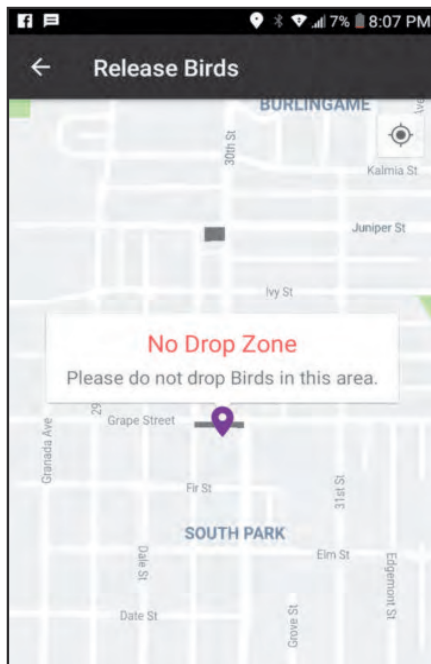 7% 8:07 PM
Release Birds
BURLINGAME
Ave
30th St
Kalmia St
Juniper St
Ivy St
No Drop Zone
Please do not drop Birds in this area.
29
Grape Street
Granada Ave
Fir St
31st St
SOUTH PARK
Elm St
Dale St
Edgemont St
Date St
Grove St